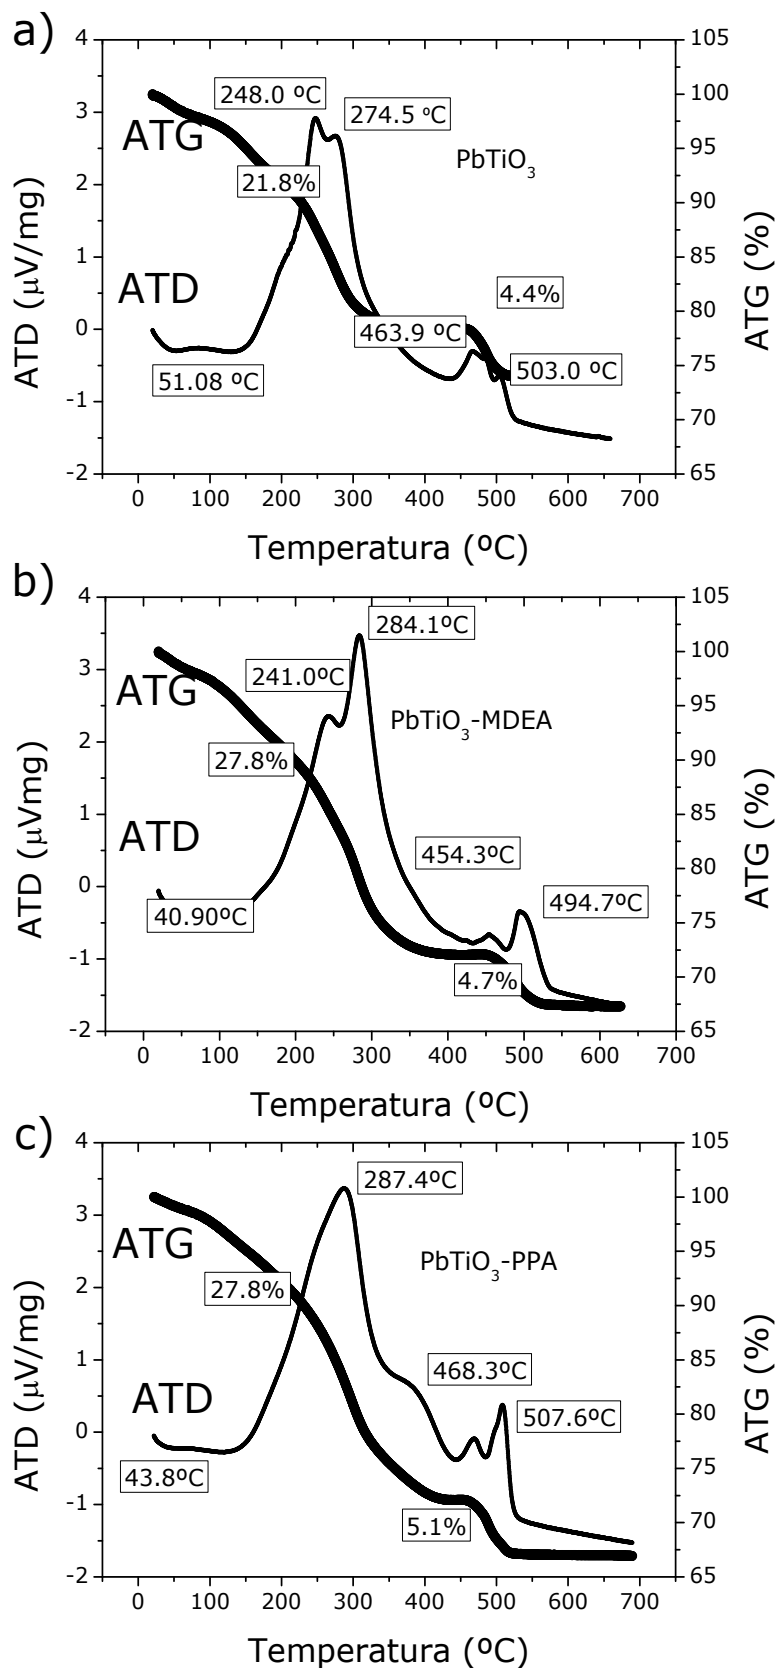 a)
ATD (μV/mg)
4
3
2
1
0
-1
-2
105
100
95
90
85
80
75
70
65
ATG (%)
248.0 ºC
274.5 ºC
ATG
PbTiO3
21.8%
ATD
4.4%
463.9 ºC
51.08 ºC
503.0 ºC
0 100 200 300 400 500 600 700
Temperatura (ºC)
b)
ATD (μVmg)
4
3
2
1
0
-1
-2
105
100
95
90
85
80
75
70
65
ATG (%)
284.1ºC
241.0ºC
ATG
PbTiO3-MDEA
27.8%
ATD
454.3ºC
494.7ºC
40.90ºC
4.7%
0 100 200 300 400 500 600 700
Temperatura (ºC)
c)
ATD (μV/mg)
4
3
2
1
0
-1
-2
105
100
95
90
85
80
75
70
65
ATG (%)
287.4ºC
ATG
PbTiO3-PPA
27.8%
468.3ºC
ATD
507.6ºC
43.8ºC
5.1%
0 100 200 300 400 500 600 700
Temperatura (ºC)